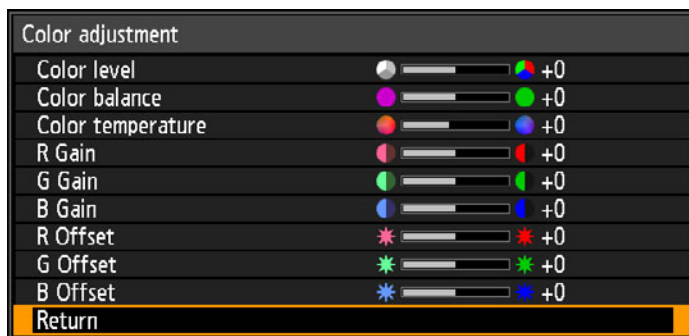 Color adjustment
Color level +0
Color balance +0
Color temperature +0
R Gain +0
G Gain +0
B Gain +0
R Offset +0
G Offset +0
B Offset +0
Return